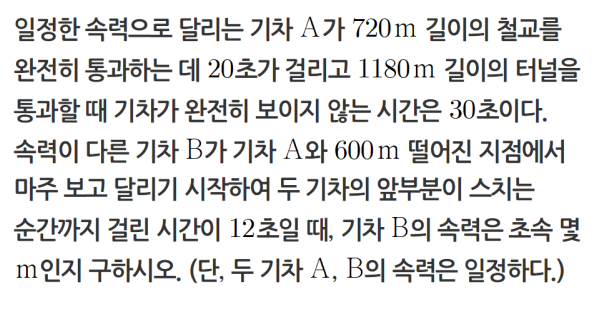 일정한 속력으로 달리는 기차 A가 720m 길이의 철교를
완전히 통과하는 데 20초가 걸리고 1180m 길이의 터널을
통과할 때 기차가 완전히 보이지 않는 시간은 30초이다.
속력이 다른 기차 B가 기차 A와 600m 떨어진 지점에서
마주 보고 달리기 시작하여 두 기차의 앞부분이 스치는
순간까지 걸린 시간이 12초일 때, 기차 B의 속력은 초속 몇
m인지 구하시오. (단, 두 기차 A, B의 속력은 일정하다.)